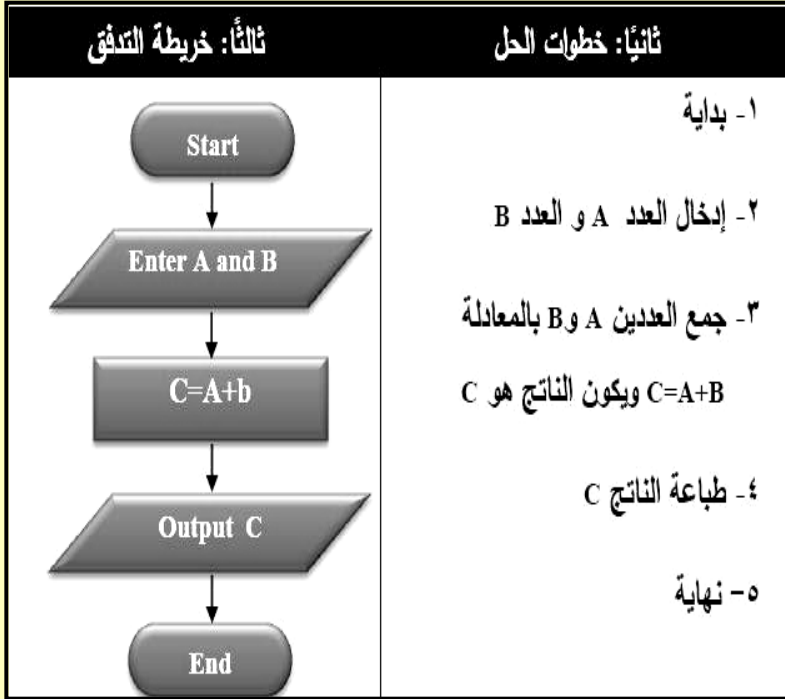 ثانيًا: خطوات الحل
١- بداية
٢- إدخال العدد A و العدد B
٣- جمع العددين A وB بالمعادلة
C=A+B ويكون الناتج هو C
٤- طباعة الناتج C
٥- نهاية
ثالثًا: خريطة التدفق
Start
Enter A and B
C=A+b
Output C
End